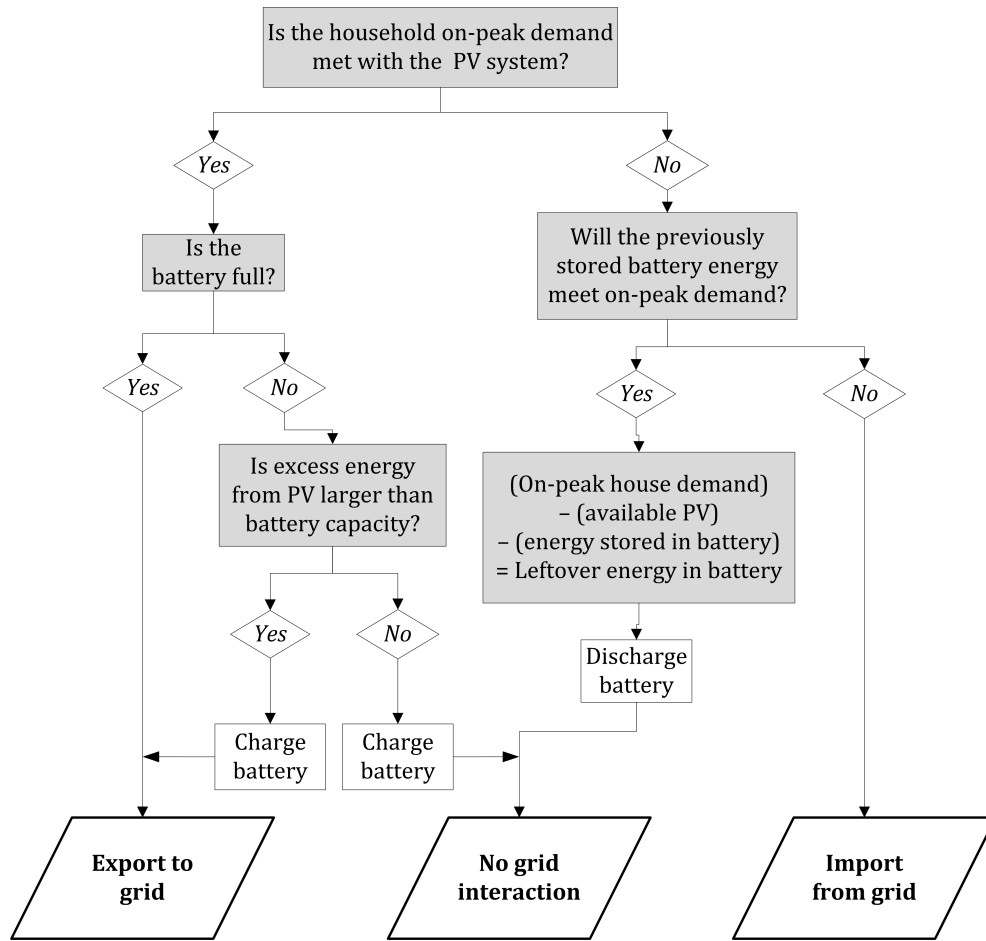 Is the household on-peak demand
met with the PV system?
Yes
No
Is the
battery full?
Will the previously
stored battery energy
meet on-peak demand?
Yes
No
Yes
No
Is excess energy
from PV larger than
battery capacity?
(On-peak house demand)
– (available PV)
– (energy stored in battery)
= Leftover energy in battery
Yes
No
Discharge
battery
Charge
battery
Charge
battery
Export to
grid
No grid
interaction
Import
from grid